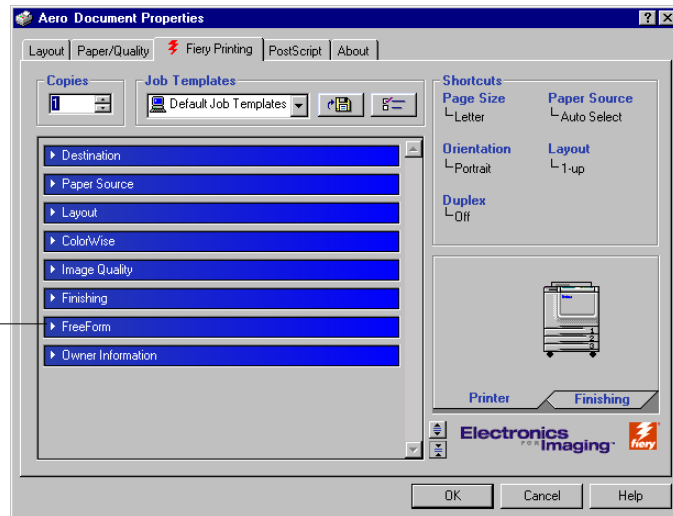 Aero Document Properties
Layout Paper/Quality Fiery Printing PostScript About
Copies
1
Job Templates
Default Job Templates
Destination
Paper Source
Layout
ColorWise
Image Quality
Finishing
FreeForm
Owner Information
Shortcuts
Page Size
Letter
Paper Source
Auto Select
Orientation
Portrait
Layout
1-up
Duplex
Off
1
2
3
Printer
Finishing
Electronics
FOR Imaging
fiery
OK Cancel Help